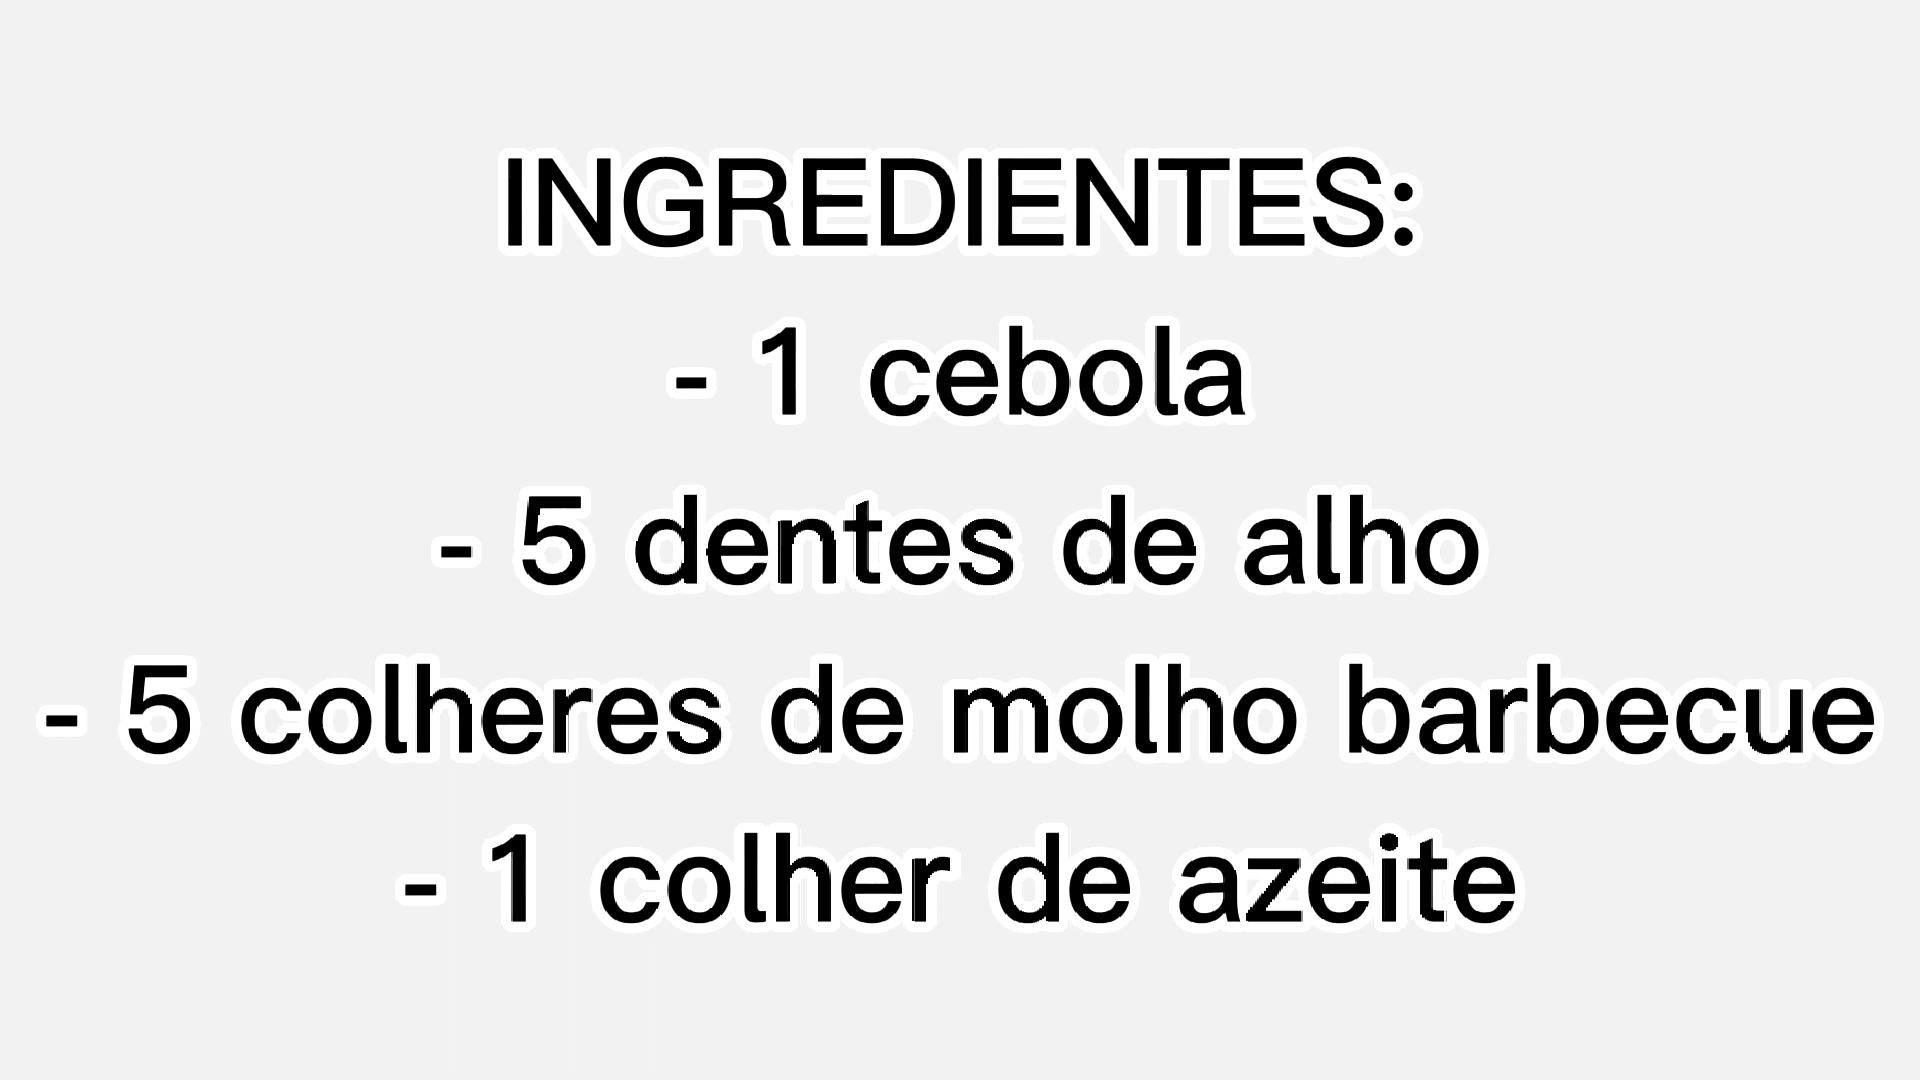 INGREDIENTES:
- 1 cebola
- 5 dentes de alho
- 5 colheres de molho barbecue
- 1 colher de azeite